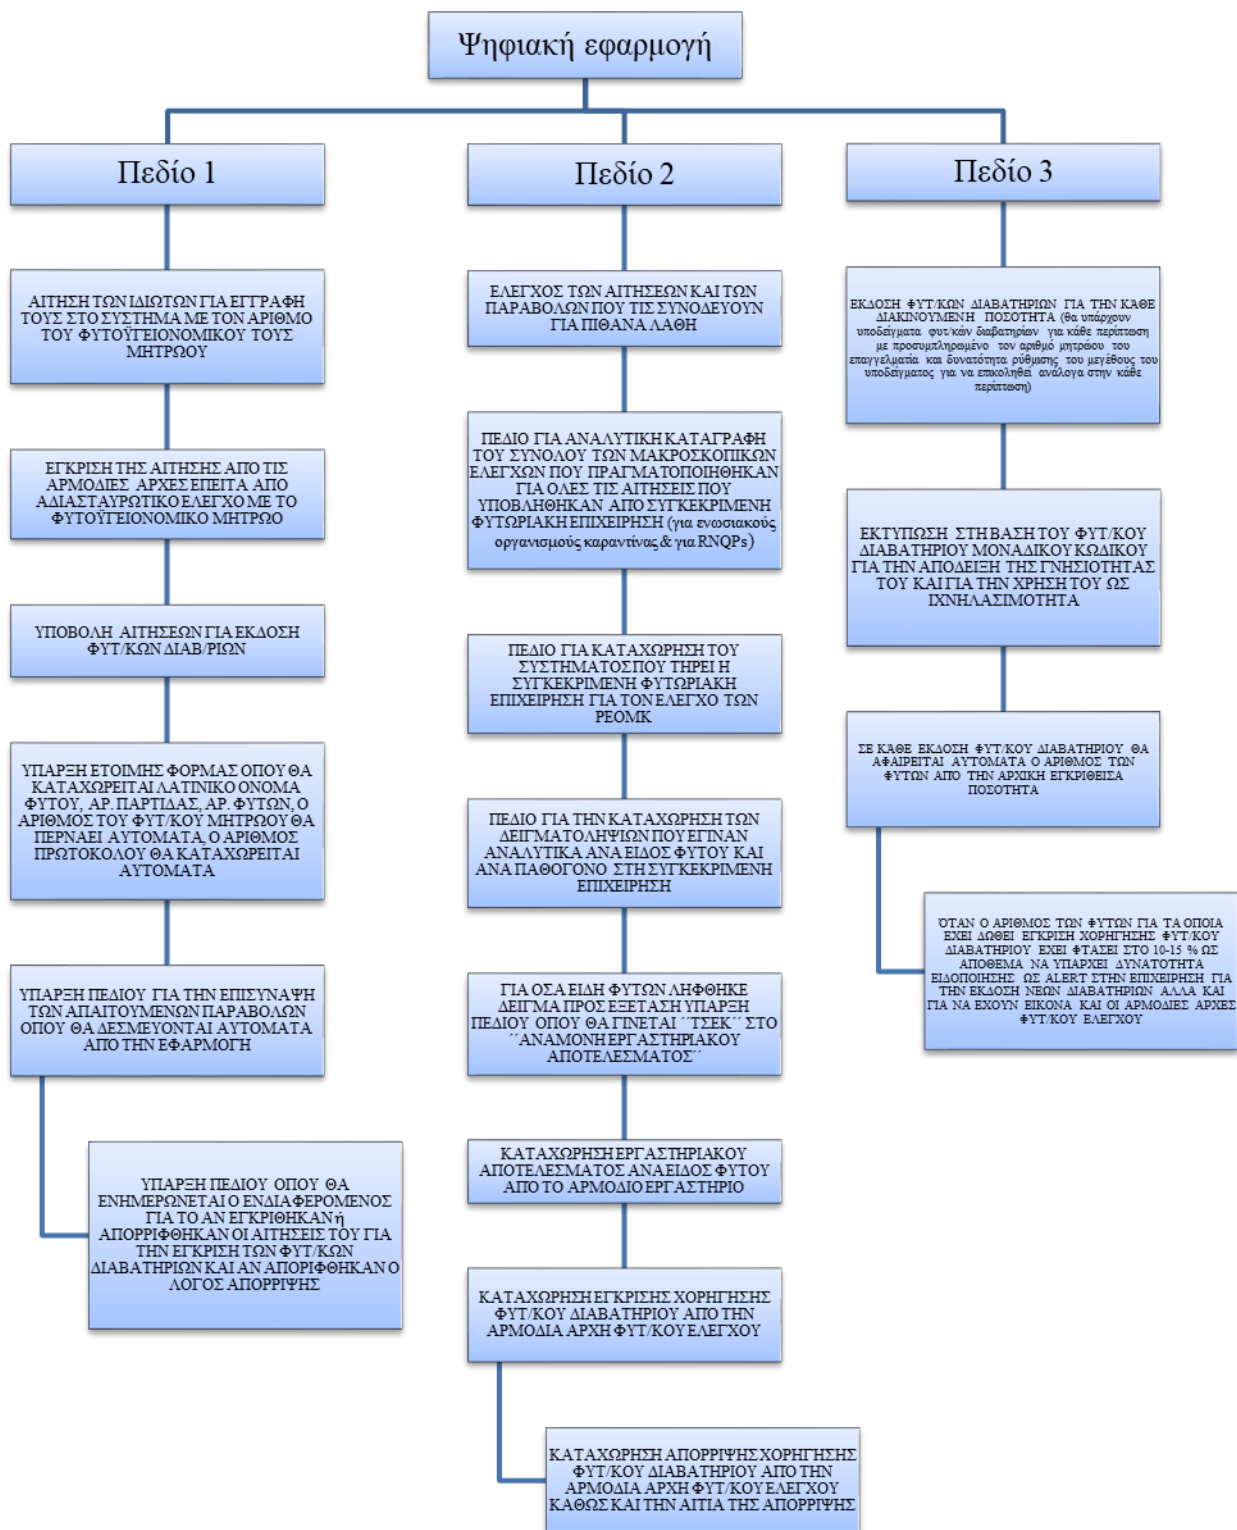 Ψηφιακή εφαρμογή
Πεδίο 1
ΑΙΤΗΣΗ ΤΩΝ ΙΔΙΩΤΩΝ ΓΙΑ ΕΓΓΡΑΦΗ
ΤΟΥΣ ΣΤΟ ΣΥΣΤΗΜΑ ΜΕ ΤΟΝ ΑΡΙΘΜΟ
ΤΟΥ ΦΥΤΟΫΓΕΙΟΝΟΜΙΚΟΥ ΤΟΥΣ
ΜΗΤΡΩΟΥ
ΕΓΚΡΙΣΗ ΤΗΣ ΑΙΤΗΣΗΣ ΑΠΟ ΤΙΣ
ΑΡΜΟΔΙΕΣ ΑΡΧΕΣ ΕΠΕΙΤΑ ΑΠΟ
ΑΔΙΑΣΤΑΥΡΩΤΙΚΟ ΕΛΕΓΧΟ ΜΕ ΤΟ
ΦΥΤΟΫΓΕΙΟΝΟΜΙΚΟ ΜΗΤΡΩΟ
ΥΠΟΒΟΛΗ ΑΙΤΗΣΕΩΝ ΓΙΑ ΕΚΔΟΣΗ
ΦΥΤ/ΚΩΝ ΔΙΑΒ/ΡΙΩΝ
ΥΠΑΡΞΗ ΕΤΟΙΜΗΣ ΦΟΡΜΑΣ ΟΠΟΥ ΘΑ
ΚΑΤΑΧΩΡΕΙΤΑΙ ΛΑΤΙΝΙΚΟ ΟΝΟΜΑ
ΦΥΤΟΥ, ΑΡ. ΠΑΡΤΙΔΑΣ, ΑΡ. ΦΥΤΩΝ, Ο
ΑΡΙΘΜΟΣ ΤΟΥ ΦΥΤ/ΚΟΥ ΜΗΤΡΩΟΥ ΘΑ
ΠΕΡΝΑΕΙ ΑΥΤΟΜΑΤΑ, Ο ΑΡΙΘΜΟΣ
ΠΡΩΤΟΚΟΛΟΥ ΘΑ ΚΑΤΑΧΩΡΕΙΤΑΙ
ΑΥΤΟΜΑΤΑ
ΥΠΑΡΞΗ ΠΕΔΙΟΥ ΓΙΑ ΤΗΝ ΕΠΙΣΥΝΑΨΗ
ΤΩΝ ΑΠΑΙΤΟΥΜΕΝΩΝ ΠΑΡΑΒΟΛΩΝ
ΟΠΟΥ ΘΑ ΔΕΣΜΕΥΟΝΤΑΙ ΑΥΤΟΜΑΤΑ
ΑΠΟ ΤΗΝ ΕΦΑΡΜΟΓΗ
ΥΠΑΡΞΗ ΠΕΔΙΟΥ ΟΠΟΥ ΘΑ
ΕΝΗΜΕΡΩΝΕΤΑΙ Ο ΕΝΔΙΑΦΕΡΟΜΕΝΟΣ
ΓΙΑ ΤΟ ΑΝ ΕΓΚΡΙΘΗΚΑΝ ή
ΑΠΟΡΡΙΦΘΗΚΑΝ ΟΙ ΑΙΤΗΣΕΙΣ ΤΟΥ ΓΙΑ
ΤΗΝ ΕΓΚΡΙΣΗ ΤΩΝ ΦΥΤ/ΚΩΝ
ΔΙΑΒΑΤΗΡΙΩΝ ΚΑΙ ΑΝ ΑΠΟΡΙΦΘΗΚΑΝ Ο
ΛΟΓΟΣ ΑΠΟΡΡΙΨΗΣ
Πεδίο 2
ΕΛΕΓΧΟΣ ΤΩΝ ΑΙΤΗΣΕΩΝ ΚΑΙ ΤΩΝ
ΠΑΡΑΒΟΛΩΝ ΠΟΥ ΤΙΣ ΣΥΝΟΔΕΥΟΥΝ
ΓΙΑ ΠΙΘΑΝΑ ΛΑΘΗ
ΠΕΔΙΟ ΓΙΑ ΑΝΑΛΥΤΙΚΗ ΚΑΤΑΓΡΑΦΗ
ΤΟΥ ΣΥΝΟΛΟΥ ΤΩΝ ΜΑΚΡΟΣΚΟΠΙΚΩΝ
ΕΛΕΓΧΩΝ ΠΟΥ ΠΡΑΓΜΑΤΟΠΟΙΗΘΗΚΑΝ
ΓΙΑ ΟΛΕΣ ΤΙΣ ΑΙΤΗΣΕΙΣ ΠΟΥ
ΥΠΟΒΛΗΘΗΚΑΝ ΑΠΟ ΣΥΓΚΕΚΡΙΜΕΝΗ
ΦΥΤΩΡΙΑΚΗ ΕΠΙΧΕΙΡΗΣΗ (για ενωσιακούς
οργανισμούς καραντίνας & για RNQPs)
ΠΕΔΙΟ ΓΙΑ ΚΑΤΑΧΩΡΗΣΗ ΤΟΥ
ΣΥΣΤΗΜΑΤΟΣ ΠΟΥ ΤΗΡΕΙ Η
ΣΥΓΚΕΚΡΙΜΕΝΗ ΦΥΤΩΡΙΑΚΗ
ΕΠΙΧΕΙΡΗΣΗ ΓΙΑ ΤΟΝ ΕΛΕΓΧΟ ΤΩΝ
ΡΕΟΜΚ
ΠΕΔΙΟ ΓΙΑ ΤΗΝ ΚΑΤΑΧΩΡΗΣΗ ΤΩΝ
ΔΕΙΓΜΑΤΟΛΗΨΙΩΝ ΠΟΥ ΕΓΙΝΑΝ
ΑΝΑΛΥΤΙΚΑ ΑΝΑ ΕΙΔΟΣ ΦΥΤΟΥ ΚΑΙ
ΑΝΑ ΠΑΘΟΓΟΝΟ ΣΤΗ ΣΥΓΚΕΚΡΙΜΕΝΗ
ΕΠΙΧΕΙΡΗΣΗ
ΓΙΑ ΟΣΑ ΕΙΔΗ ΦΥΤΩΝ ΛΗΦΘΗΚΕ
ΔΕΙΓΜΑ ΠΡΟΣ ΕΞΕΤΑΣΗ ΥΠΑΡΞΗ
ΠΕΔΙΟΥ ΟΠΟΥ ΘΑ ΓΙΝΕΤΑΙ ΄΄ΤΣΕΚ΄΄ ΣΤΟ
΄΄ΑΝΑΜΟΝΗ ΕΡΓΑΣΤΗΡΙΑΚΟΥ
ΑΠΟΤΕΛΕΣΜΑΤΟΣ΄΄
ΚΑΤΑΧΩΡΗΣΗ ΕΡΓΑΣΤΗΡΙΑΚΟΥ
ΑΠΟΤΕΛΕΣΜΑΤΟΣ ΑΝΑ ΕΙΔΟΣ ΦΥΤΟΥ
ΑΠΟ ΤΟ ΑΡΜΟΔΙΟ ΕΡΓΑΣΤΗΡΙΟ
ΚΑΤΑΧΩΡΗΣΗ ΕΓΚΡΙΣΗΣ ΧΟΡΗΓΗΣΗΣ
ΦΥΤ/ΚΟΥ ΔΙΑΒΑΤΗΡΙΟΥ ΑΠΌ ΤΗΝ
ΑΡΜΟΔΙΑ ΑΡΧΗ ΦΥΤ/ΚΟΥ ΕΛΕΓΧΟΥ
ΚΑΤΑΧΩΡΗΣΗ ΑΠΟΡΡΙΨΗΣ ΧΟΡΗΓΗΣΗΣ
ΦΥΤ/ΚΟΥ ΔΙΑΒΑΤΗΡΙΟΥ ΑΠΌ ΤΗΝ
ΑΡΜΟΔΙΑ ΑΡΧΗ ΦΥΤ/ΚΟΥ ΕΛΕΓΧΟΥ
ΚΑΘΩΣ ΚΑΙ ΤΗΝ ΑΙΤΙΑ ΤΗΣ ΑΠΟΡΡΙΨΗΣ
Πεδίο 3
ΕΚΔΟΣΗ ΦΥΤ/ΚΩΝ ΔΙΑΒΑΤΗΡΙΩΝ ΓΙΑ ΤΗΝ ΚΆΘΕ
ΔΙΑΚΙΝΟΥΜΕΝΗ ΠΟΣΟΤΗΤΑ (θα υπάρχουν
υποδείγματα φυτ/κών διαβατηρίων για κάθε περίπτωση
με προσυμπληρωμένο τον αριθμό μητρώου του
επαγγελματία και δυνατότητα ρύθμισης του μεγέθους του
υποδείγματος για να επικοληθεί ανάλογα στην κάθε
περίπτωση)
ΕΚΤΥΠΩΣΗ ΣΤΗ ΒΑΣΗ ΤΟΥ ΦΥΤ/ΚΟΥ
ΔΙΑΒΑΤΗΡΙΟΥ ΜΟΝΑΔΙΚΟΥ ΚΩΔΙΚΟΥ
ΓΙΑ ΤΗΝ ΑΠΟΔΕΙΞΗ ΤΗΣ ΓΝΗΣΙΟΤΗΤΑΣ
ΤΟΥ ΚΑΙ ΓΙΑ ΤΗΝ ΧΡΗΣΗ ΤΟΥ ΩΣ
ΙΧΝΗΛΑΣΙΜΟΤΗΤΑ
ΣΕ ΚΆΘΕ ΕΚΔΟΣΗ ΦΥΤ/ΚΟΥ ΔΙΑΒΑΤΗΡΙΟΥ ΘΑ
ΑΦΑΙΡΕΙΤΑΙ ΑΥΤΟΜΑΤΑ Ο ΑΡΙΘΜΟΣ ΤΩΝ
ΦΥΤΩΝ ΑΠΌ ΤΗΝ ΑΡΧΙΚΗ ΕΓΚΡΙΘΕΙΣΑ
ΠΟΣΟΤΗΤΑ
ΌΤΑΝ Ο ΑΡΙΘΜΟΣ ΤΩΝ ΦΥΤΩΝ ΓΙΑ ΤΑ ΟΠΟΙΑ
ΕΧΕΙ ΔΩΘΕΙ ΕΓΚΡΙΣΗ ΧΟΡΗΓΗΣΗΣ ΦΥΤ/ΚΟΥ
ΔΙΑΒΑΤΗΡΙΟΥ ΕΧΕΙ ΦΤΑΣΕΙ ΣΤΟ 10-15 % ΩΣ
ΑΠΟΘΕΜΑ ΝΑ ΥΠΑΡΧΕΙ ΔΥΝΑΤΟΤΗΤΑ
ΕΙΔΟΠΟΙΗΣΗΣ ΩΣ ALERT ΣΤΗΝ ΕΠΙΧΕΙΡΗΣΗ ΓΙΑ
ΤΗΝ ΕΚΔΟΣΗ ΝΕΩΝ ΔΙΑΒΑΤΗΡΙΩΝ ΑΛΛΑ ΚΑΙ
ΓΙΑ ΝΑ ΕΧΟΥΝ ΕΙΚΟΝΑ ΚΑΙ ΟΙ ΑΡΜΟΔΙΕΣ ΑΡΧΕΣ
ΦΥΤ/ΚΟΥ ΕΛΕΓΧΟΥ